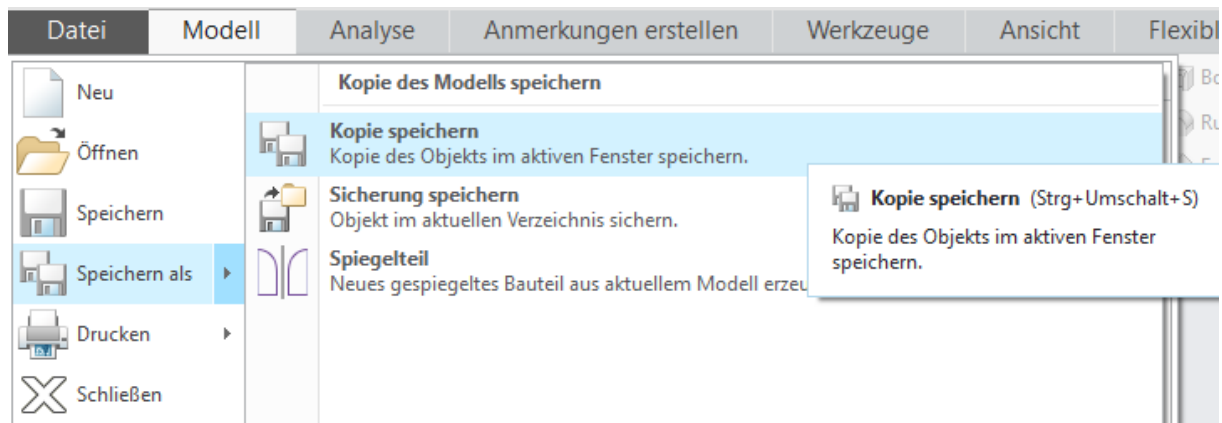 Datei Modell Analyse Anmerkungen erstellen Werkzeuge Ansicht
Neu
Öffnen
Speichern
Speichern als
Drucken
Schließen
Kopie des Modells speichern
Kopie speichern
Kopie des Objekts im aktiven Fenster speichern.
Sicherung speichern
Objekt im aktuellen Verzeichnis sichern.
Spiegelteil
Neues gespiegeltes Bauteil aus aktuellem Modell
Kopie speichern (Strg+Umschalt+S)
Kopie des Objekts im aktiven Fenster
speichern.